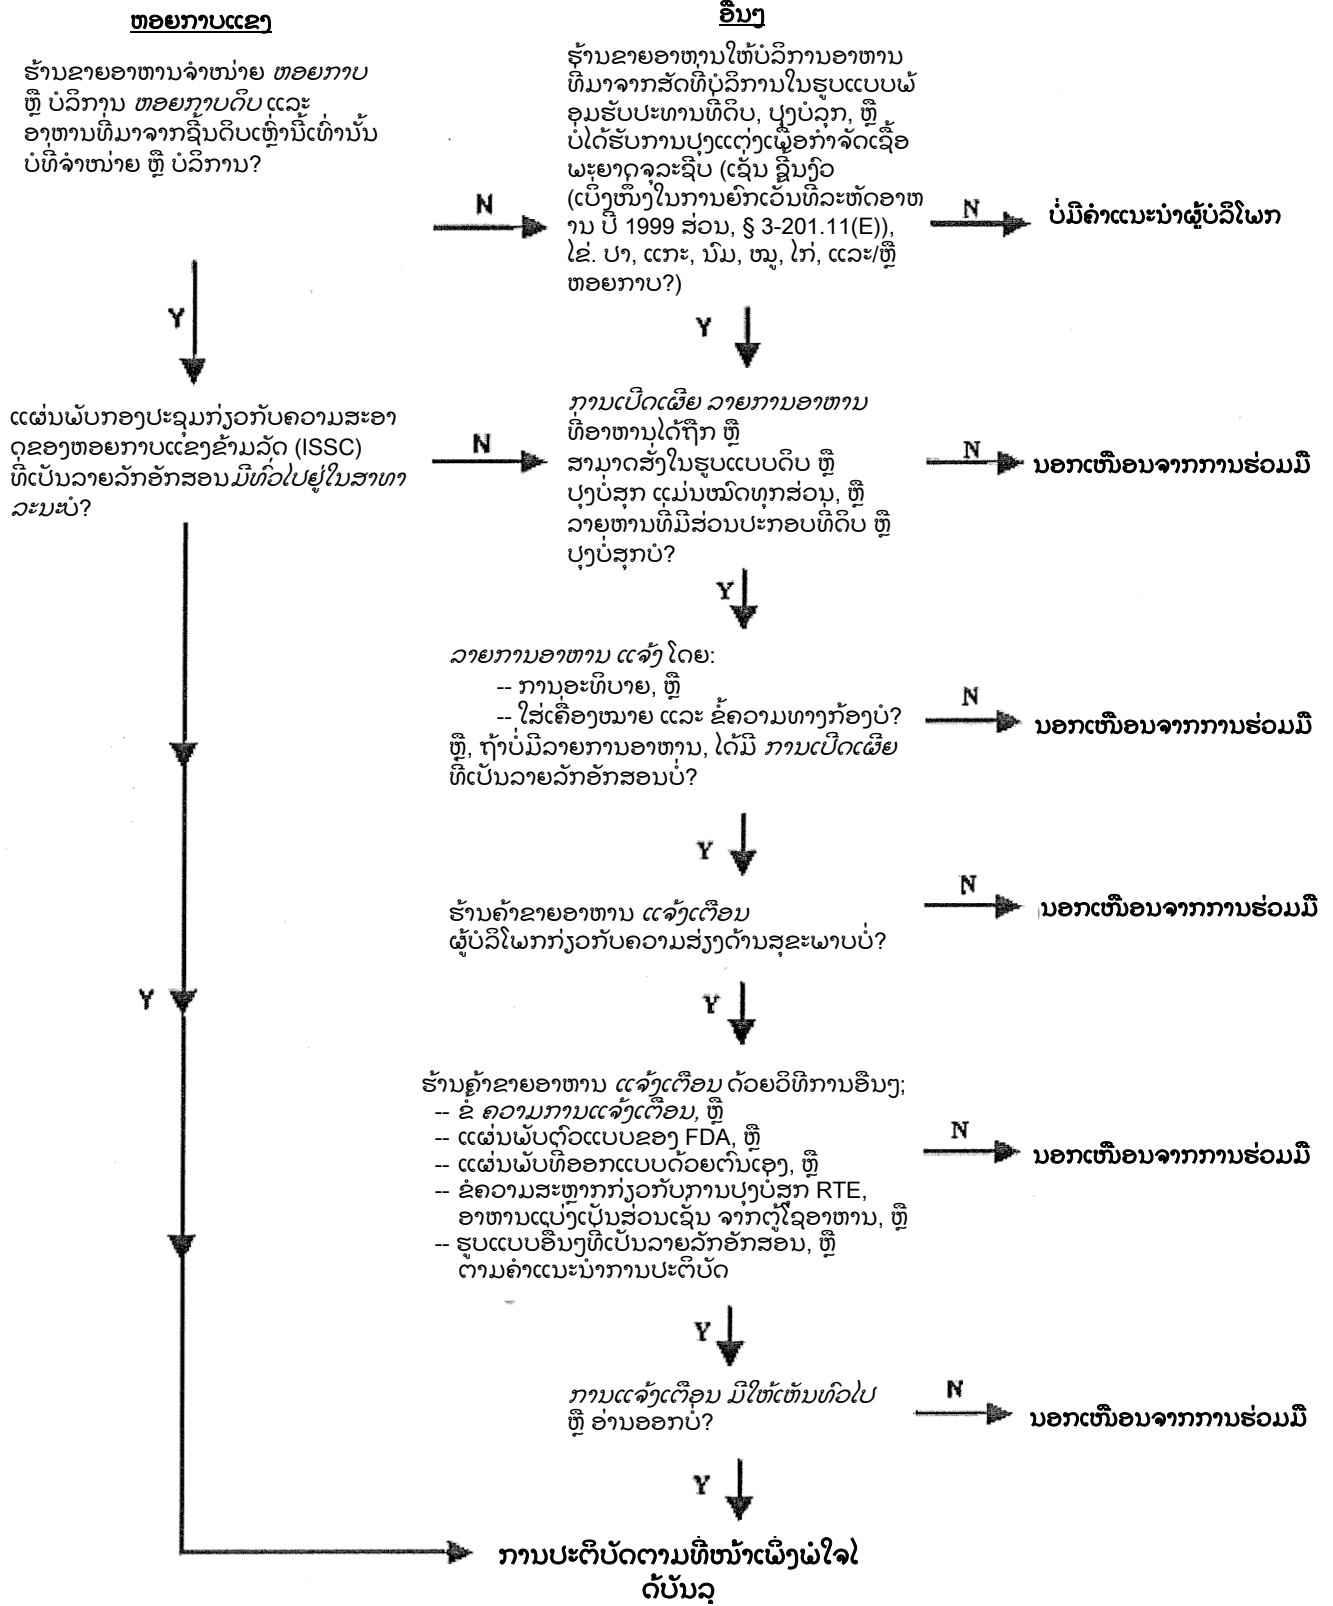 ຫອຍກາບແຂງ
ຮ້ານຂາຍອາຫານຈຳໜ່າຍ ຫອຍກາບ
ຫຼື ບໍລິການ ຫອຍກາບດິບ ແລະ
ອາຫານທີ່ມາຈາກຊີ້ນດິບເຫຼົ່ານີ້ເທົ່ານັ້ນ
ບໍທີ່ຈຳໜ່າຍ ຫຼື ບໍລິການ?
N
Y
ແຜ່ນພັບກອງປະຊຸມກ່ຽວກັບຄວາມສະອາ
ດຂອງຫອຍກາບແຂງຂ້າມລັດ (ISSC)
ທີ່ເປັນລາຍລັກອັກສອນມີທົ່ວໄປຢູ່ໃນສາທາ
ລະນະບໍ?
N
Y
ອື່ນໆ
ຮ້ານຂາຍອາຫານໃຫ້ບໍລິການອາຫານ
ທີ່ມາຈາກສັດທີ່ບໍລິການໃນຮູບແບບພ້
ອມຮັບປະທານທີ່ດິບ, ປຸງບໍລຸກ, ຫຼື
ບໍ່ໄດ້ຮັບການປຸງແຕ່ງເພື່ອກຳຈັດເຊື້ອ
ພະຍາດຈຸລະຊີບ (ເຊັ່ນ ຊີ້ນງົວ
(ເບິ່ງໜຶ່ງໃນການຍົກເວັ້ນທີ່ລະຫັດອາຫ
ານ ປີ 1999 ສ່ວນ, § 3-201.11(E)),
ໄຂ່. ປາ, ແກະ, ນົມ, ໝູ, ໄກ່, ແລະ/ຫຼື
ຫອຍກາບ?)
N
ບໍ່ມີຄຳແນະນຳຜູ້ບໍລິໂພກ
Y
ການເປີດເຜີຍ ລາຍການອາຫານ
ທີ່ອາຫານໄດ້ຖືກ ຫຼື
ສາມາດສັ່ງໃນຮູບແບບດິບ ຫຼື
ປຸງບໍ່ສຸກ ແມ່ນໝົດທຸກສ່ວນ, ຫຼື
ລາຍຫານທີ່ມີສ່ວນປະກອບທີ່ດິບ ຫຼື
ປຸງບໍ່ສຸກບໍ?
N
ນອກເໜືອນຈາກການຮ່ວມມື
Y
ລາຍການອາຫານ ແຈ້ງ ໂດຍ:
-- ການອະທິບາຍ, ຫຼື
-- ໃສ່ເຄື່ອງໝາຍ ແລະ ຂໍ້ຄວາມທາງກ້ອງບໍ?
ຫຼື, ຖ້າບໍ່ມີລາຍການອາຫານ, ໄດ້ມີ ການເປີດເຜີຍ
ທີ່ເປັນລາຍລັກອັກສອນບໍ່?
N
ນອກເໜືອນຈາກການຮ່ວມມື
Y
ຮ້ານຄ້າຂາຍອາຫານ ແຈ້ງເຕືອນ
ຜູ້ບໍລິໂພກກ່ຽວກັບຄວາມສ່ຽງດ້ານສຸຂະພາບບໍ່?
N
ນອກເໜືອນຈາກການຮ່ວມມື
Y
ຮ້ານຄ້າຂາຍອາຫານ ແຈ້ງເຕືອນ ດ້ວຍວິທີການອື່ນໆ;
-- ຂໍ້ ຄວາມການແຈ້ງເຕືອນ, ຫຼື
-- ແຜ່ນພັບຕົວແບບຂອງ FDA, ຫຼື
-- ແຜ່ນພັບທີ່ອອກແບບດ້ວຍຕົນເອງ, ຫຼື
-- ຂໍ້ຄວາມສະຫຼາກກ່ຽວກັບການປຸງບໍ່ສຸກ RTE,
ອາຫານແບ່ງເປັນສ່ວນເຊັ່ນ ຈາກຕູ້ໂຊອາຫານ, ຫຼື
-- ຮູບແບບອື່ນໆທີ່ເປັນລາຍລັກອັກສອນ, ຫຼື
ຕາມຄຳແນະນຳການປະຕິບັດ
N
ນອກເໜືອນຈາກການຮ່ວມມື
Y
ການແຈ້ງເຕືອນ ມີໃຫ້ເຫັນທົ່ວໄປ
ຫຼື ອ່ານອອກບໍ່?
N
ນອກເໜືອນຈາກການຮ່ວມມື
Y
ການປະຕິບັດຕາມທີ່ໜ້າເພິ່ງພໍໃຈໄ
ດ້ບັນລຸ